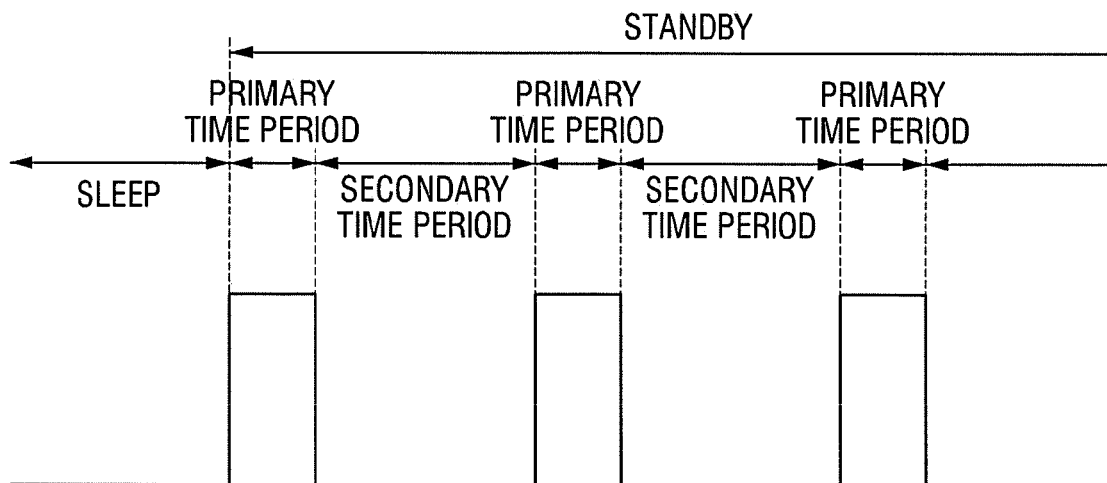 STANDBY
PRIMARY
TIME PERIOD
PRIMARY
TIME PERIOD
PRIMARY
TIME PERIOD
SLEEP
SECONDARY
TIME PERIOD
SECONDARY
TIME PERIOD